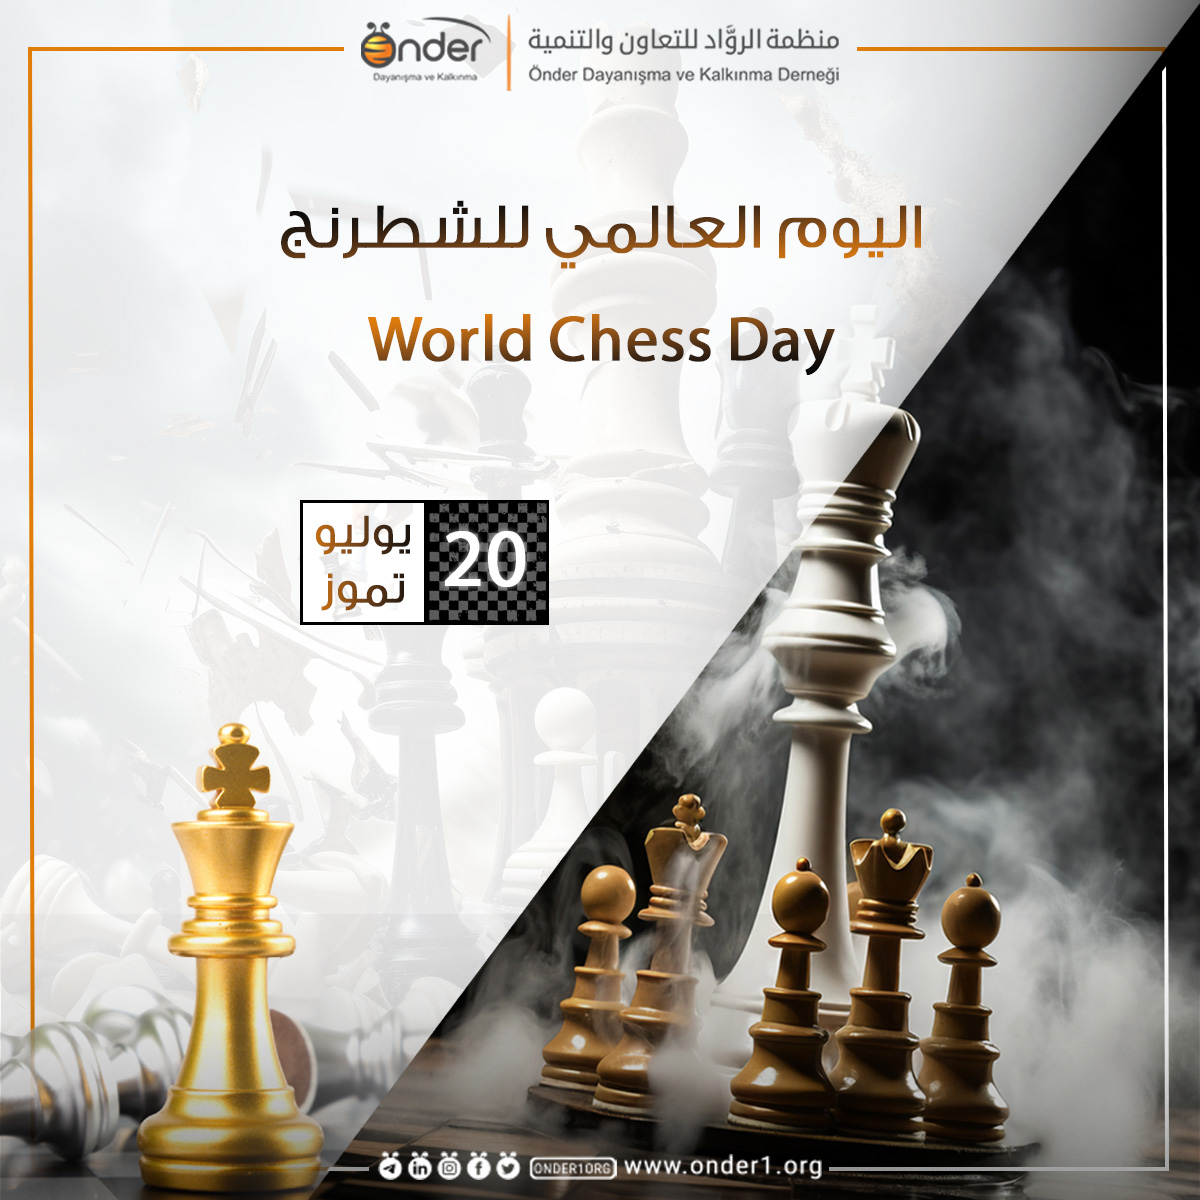 önder
Dayanışma ve Kalkınma
منظمة الروَّاد للتعاون والتنمية
Önder Dayanışma ve Kalkınma Derneği
اليوم العالمي للشطرنج
World Chess Day
20
يوليو
تموز
ONDER1ORG www.onder1.org